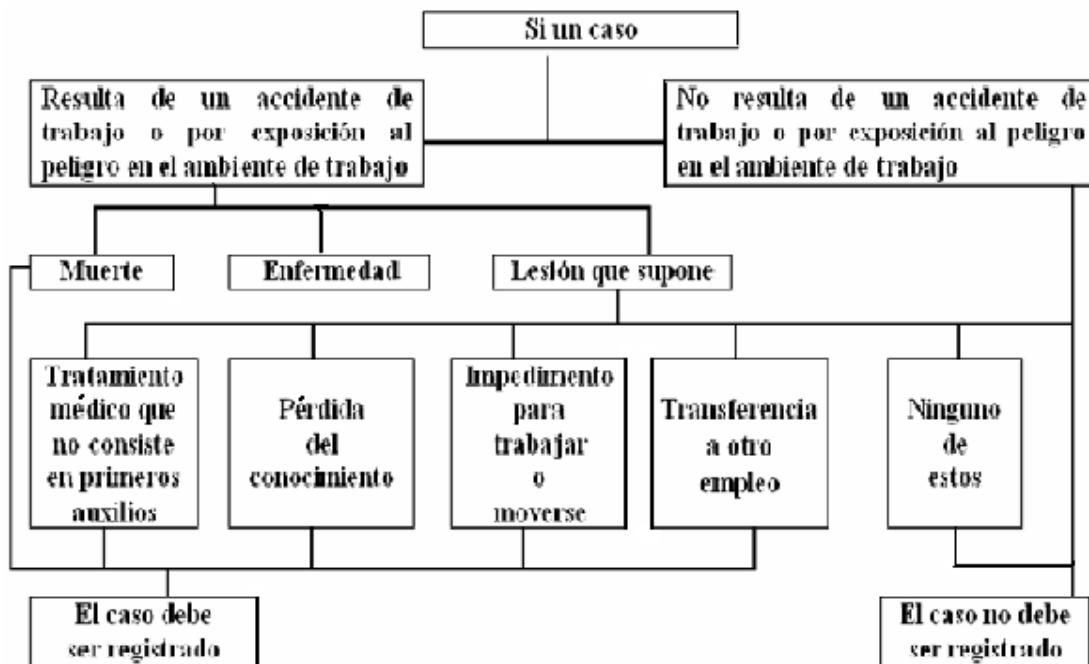 Si un caso
Resulta de un accidente de
trabajo o por exposición al
peligro en el ambiente de trabajo
No resulta de un accidente de
trabajo o por exposición al peligro
en el ambiente de trabajo
Muerte
Enfermedad
Lesión que supone
Tratamiento
médico que
no consiste
en primeros
auxilios
Pérdida
del
conocimiento
Impedimento
para
trabajar
o
moverse
Transferencia
a otro
empleo
Ninguno
de
estos
El caso debe
ser registrado
El caso no debe
ser registrado